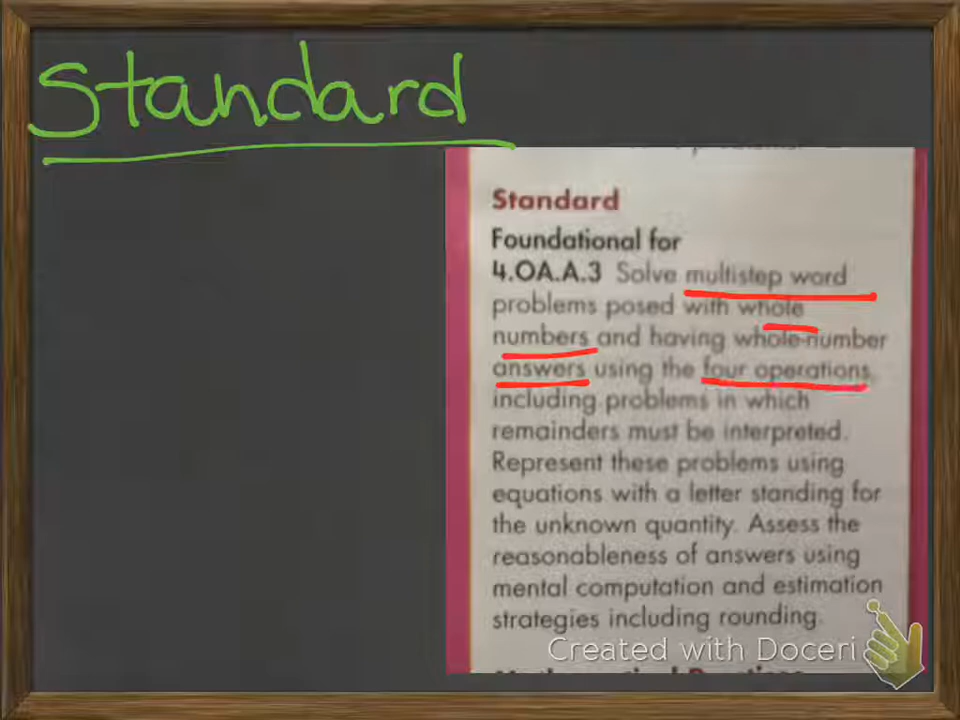 Standard
Standard
Foundational for
4.OA.A.3 Solve multistep word
problems posed with whole
numbers and having whole-number
answers using the four operations,
including problems in which
remainders must be interpreted.
Represent these problems using
equations with a letter standing for
the unknown quantity. Assess the
reasonableness of answers using
mental computation and estimation
strategies including rounding.
Created with Doceri